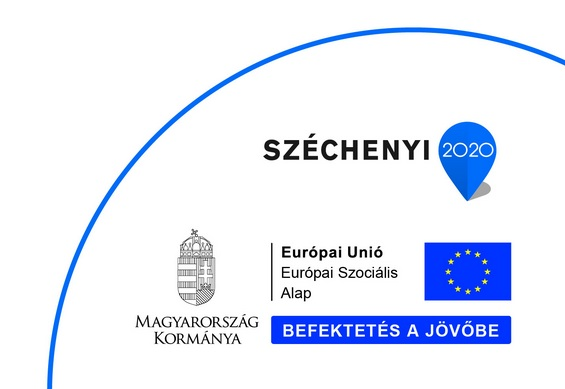 SZÉCHENYI 2020
Európai Unió
Európai Szociális
Alap
MAGYARORSZÁG
KORMÁNYA
BEFEKTETÉS A JÖVŐBE